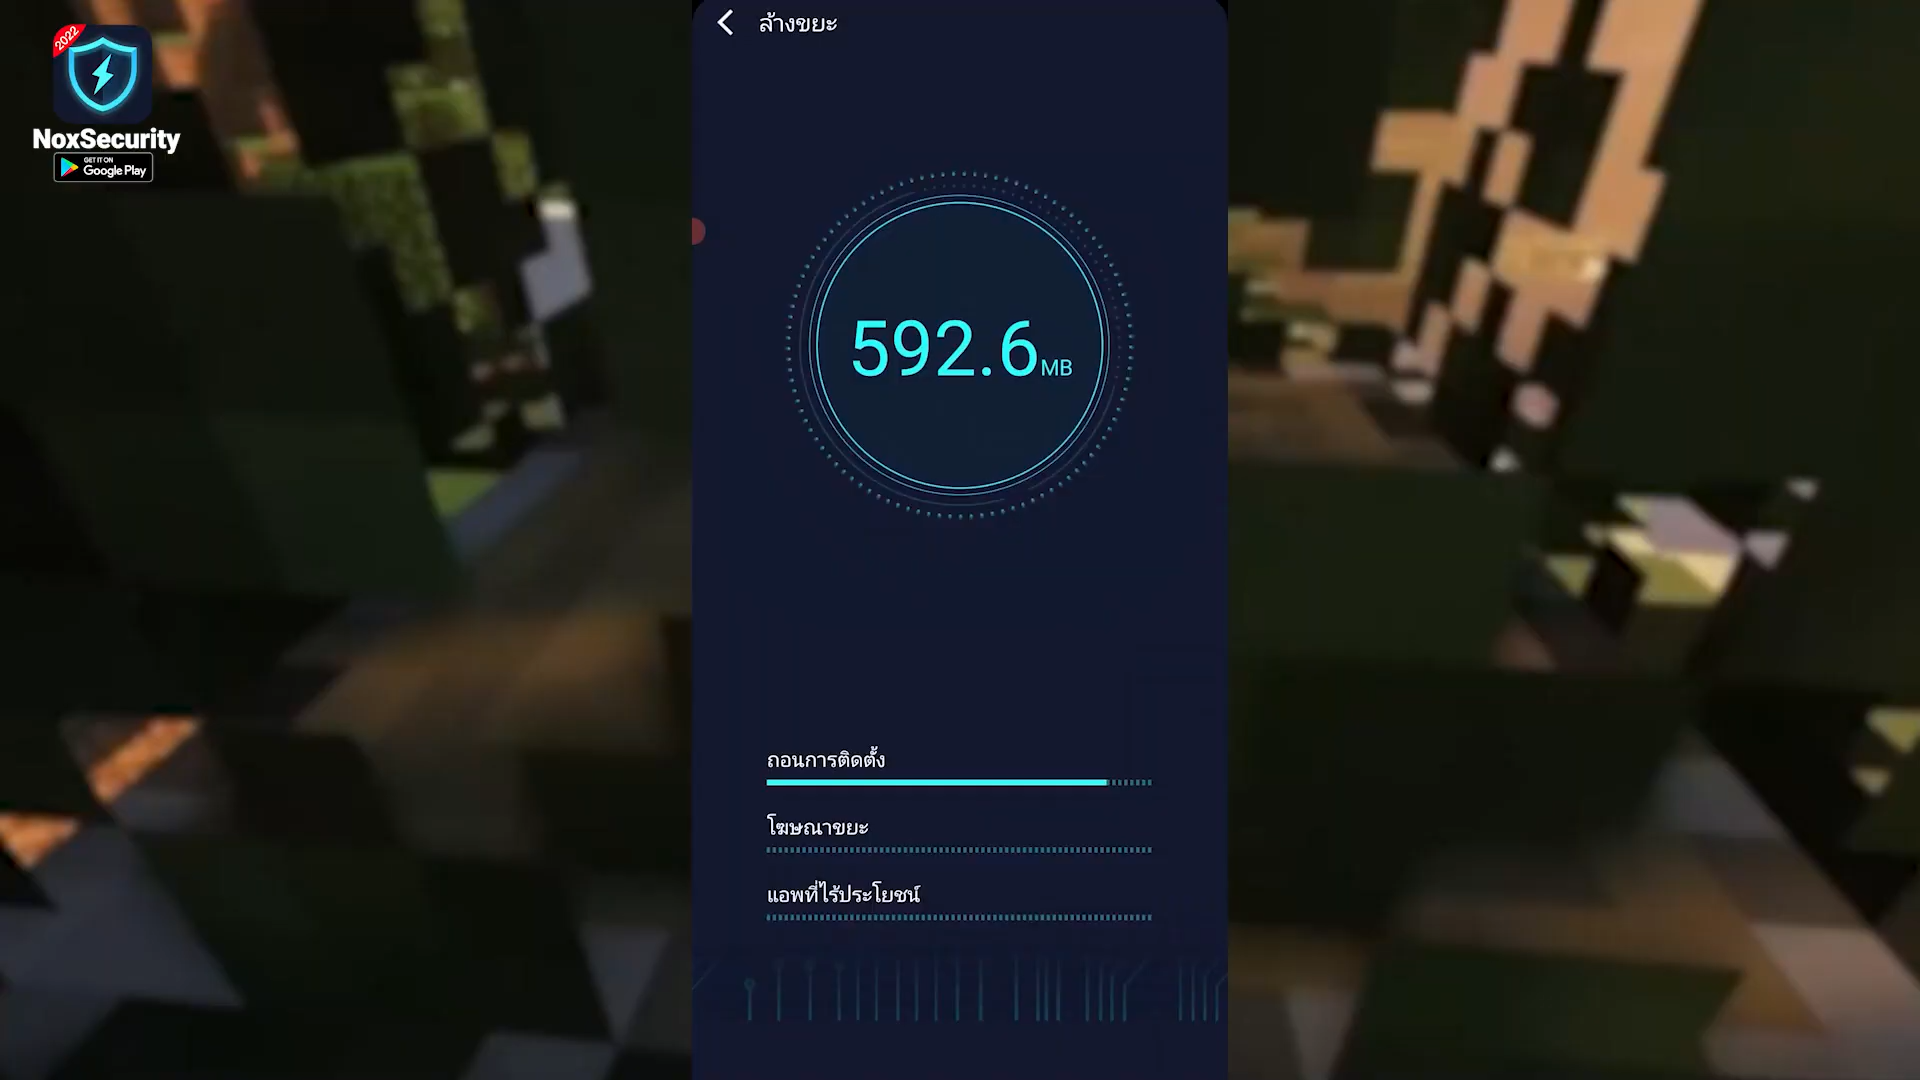 2022
NoxSecurity
GET IT ON
Google Play
ล้างขยะ
592.6MB
ถอนการติดตั้ง
โฆษณาขยะ
แอพที่ไร้ประโยชน์